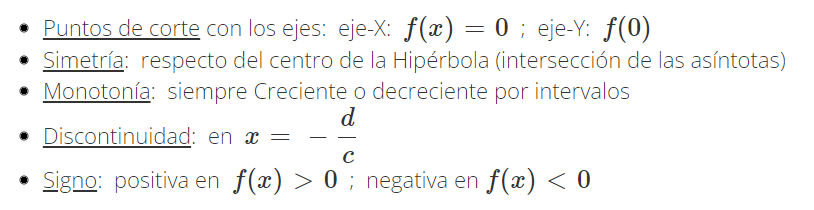 • Puntos de corte con los ejes: eje-X: f(x) = 0 ; eje-Y: f(0)
• Simetría: respecto del centro de la Hipérbola (intersección de las asíntotas)
• Monotonía: siempre Creciente o decreciente por intervalos
• Discontinuidad: en x = − d/c
• Signo: positiva en f(x) > 0 ; negativa en f(x) < 0